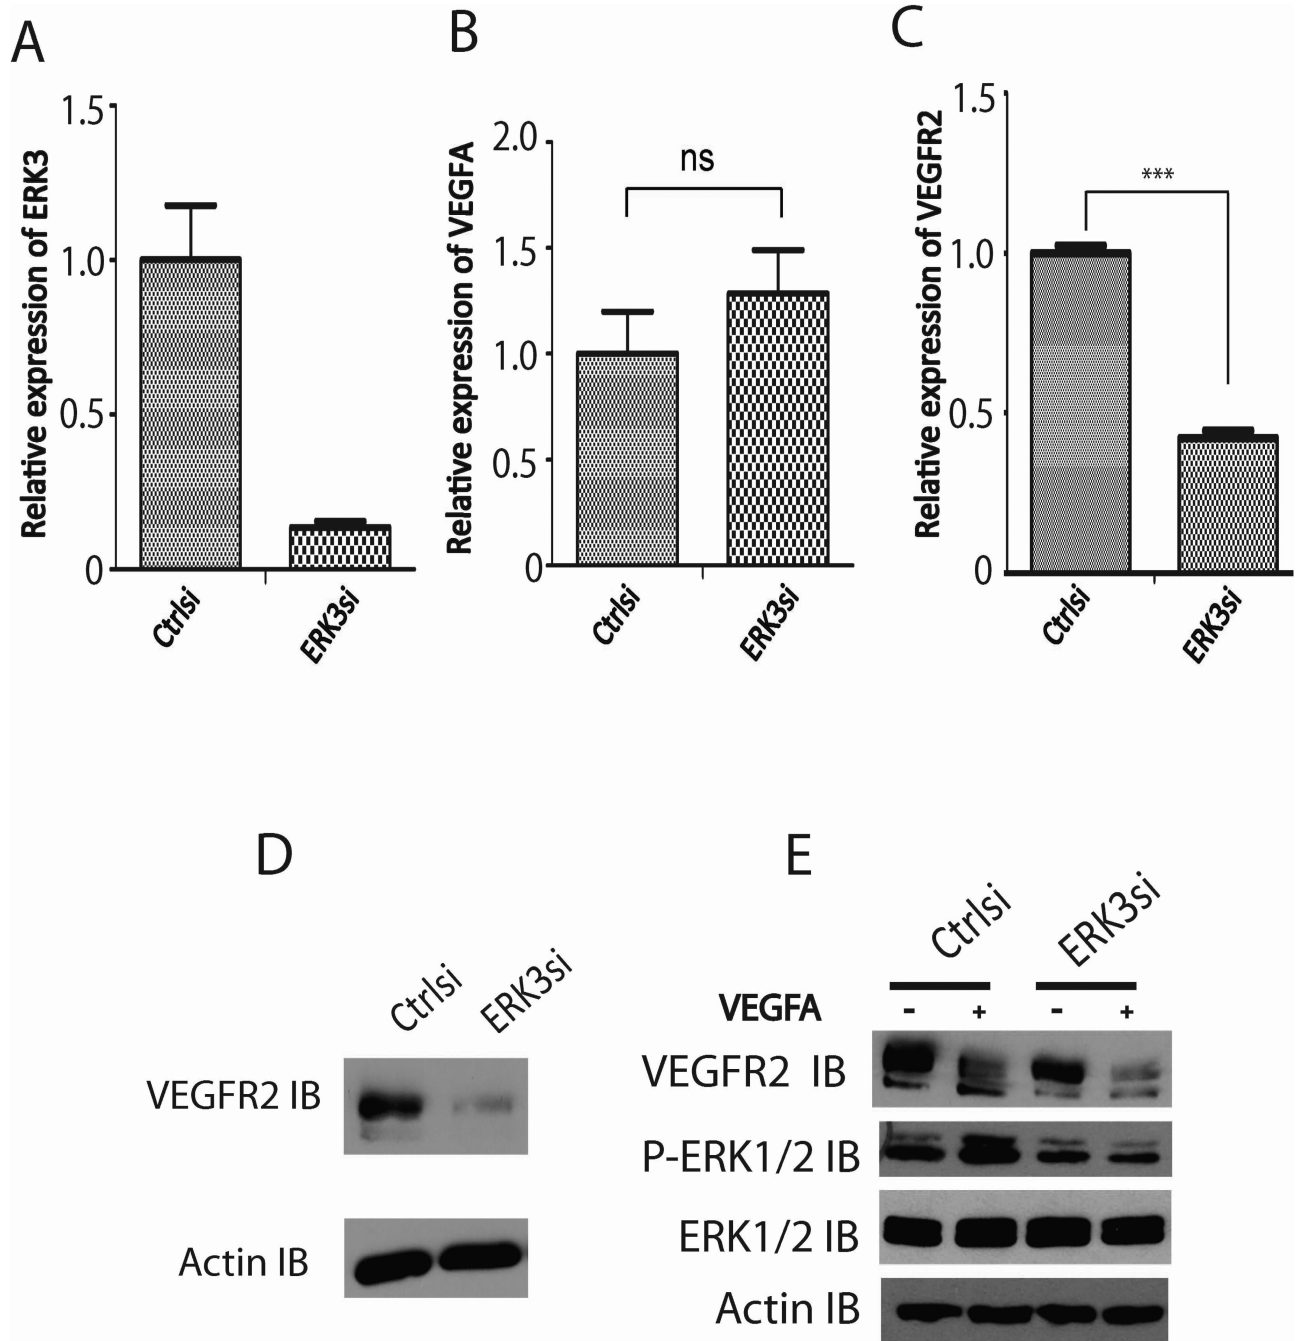 A
Relative expression of ERK3
1.5
1.0
0.5
0
Ctrlsi
ERK3si
B
Relative expression of VEGFA
2.0
1.5
1.0
0.5
0
ns
Ctrlsi
ERK3si
C
Relative expression of VEGFR2
1.5
1.0
0.5
0
***
Ctrlsi
ERK3si
D
Ctrlsi
ERK3si
VEGFR2 IB
Actin IB
E
Ctrlsi
ERK3si
VEGFA - + - +
VEGFR2 IB
P-ERK1/2 IB
ERK1/2 IB
Actin IB